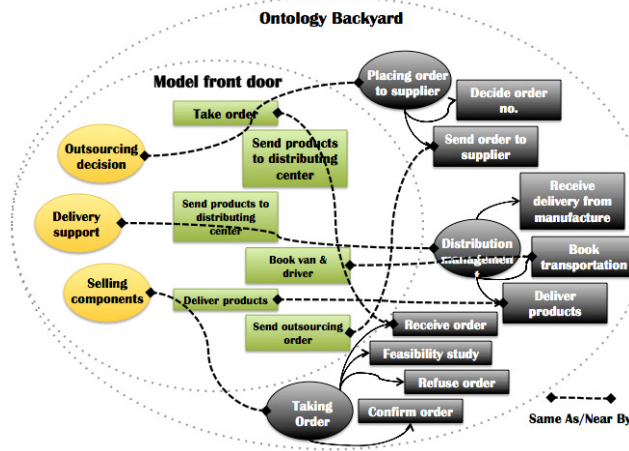 Ontology Backyard
Model front door
Placing order
to supplier
Decide order
no.
Take order
Send order to
supplier
Outsourcing
decision
Send products
to distributing
center
Receive
delivery from
manufacture
Delivery
support
Send products to
distributing
center
Distribution
management
Book
transportation
Book van &
driver
Selling
components
Deliver products
Deliver
products
Send outsourcing
order
Receive order
Feasibility study
Refuse order
Taking
Order
Confirm order
Same As/Near By